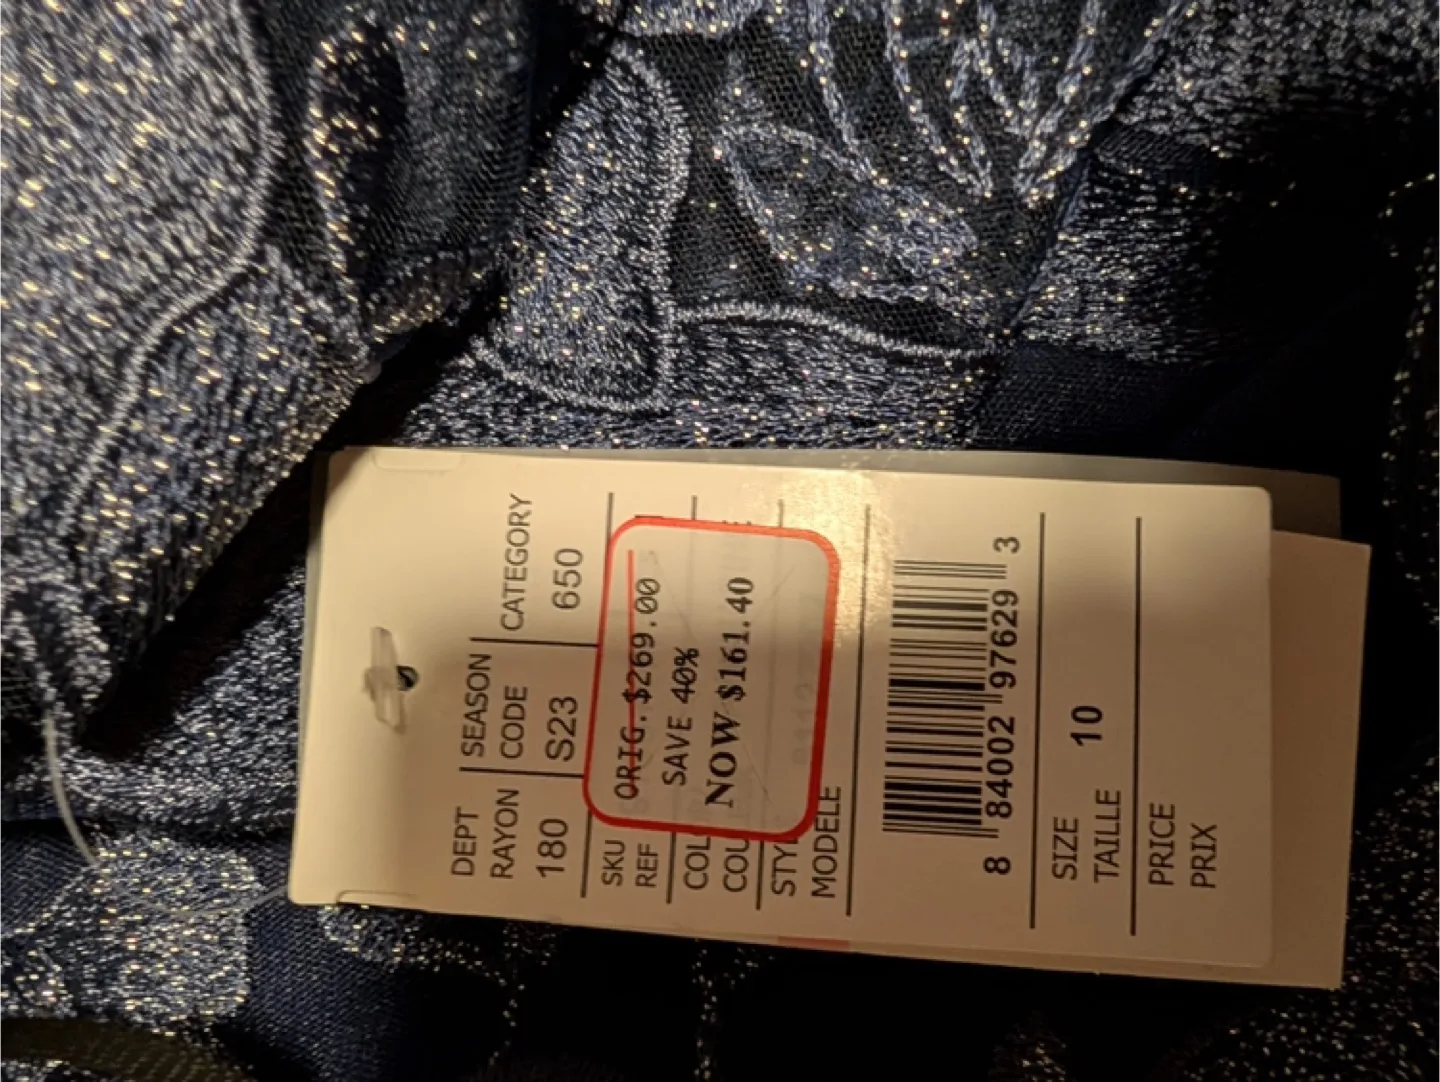 DEPT
RAYON
180
SEASON
CODE
S23
CATEGORY
650
SKU
REF
ORIG. $269.00
SAVE 40%
NOW $161.40
MODELE
8 84002 97629 3
SIZE
TAILLE
10
PRICE
PRIX